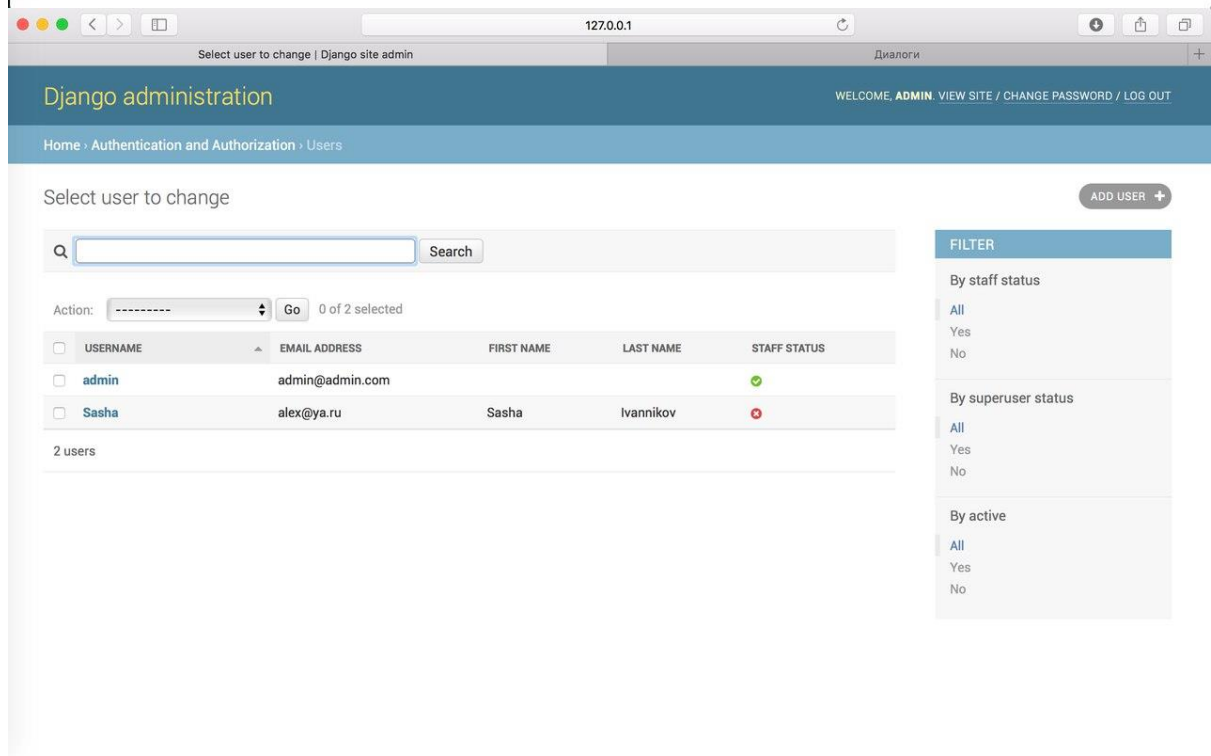 127.0.0.1
Select user to change | Django site admin
Диалоги
Django administration
WELCOME, ADMIN. VIEW SITE / CHANGE PASSWORD / LOG OUT
Home › Authentication and Authorization › Users
Select user to change
ADD USER +
Search
Action: --------- Go 0 of 2 selected
USERNAME EMAIL ADDRESS FIRST NAME LAST NAME STAFF STATUS
admin admin@admin.com
Sasha alex@ya.ru Sasha Ivannikov
2 users
FILTER
By staff status
All
Yes
No
By superuser status
All
Yes
No
By active
All
Yes
No